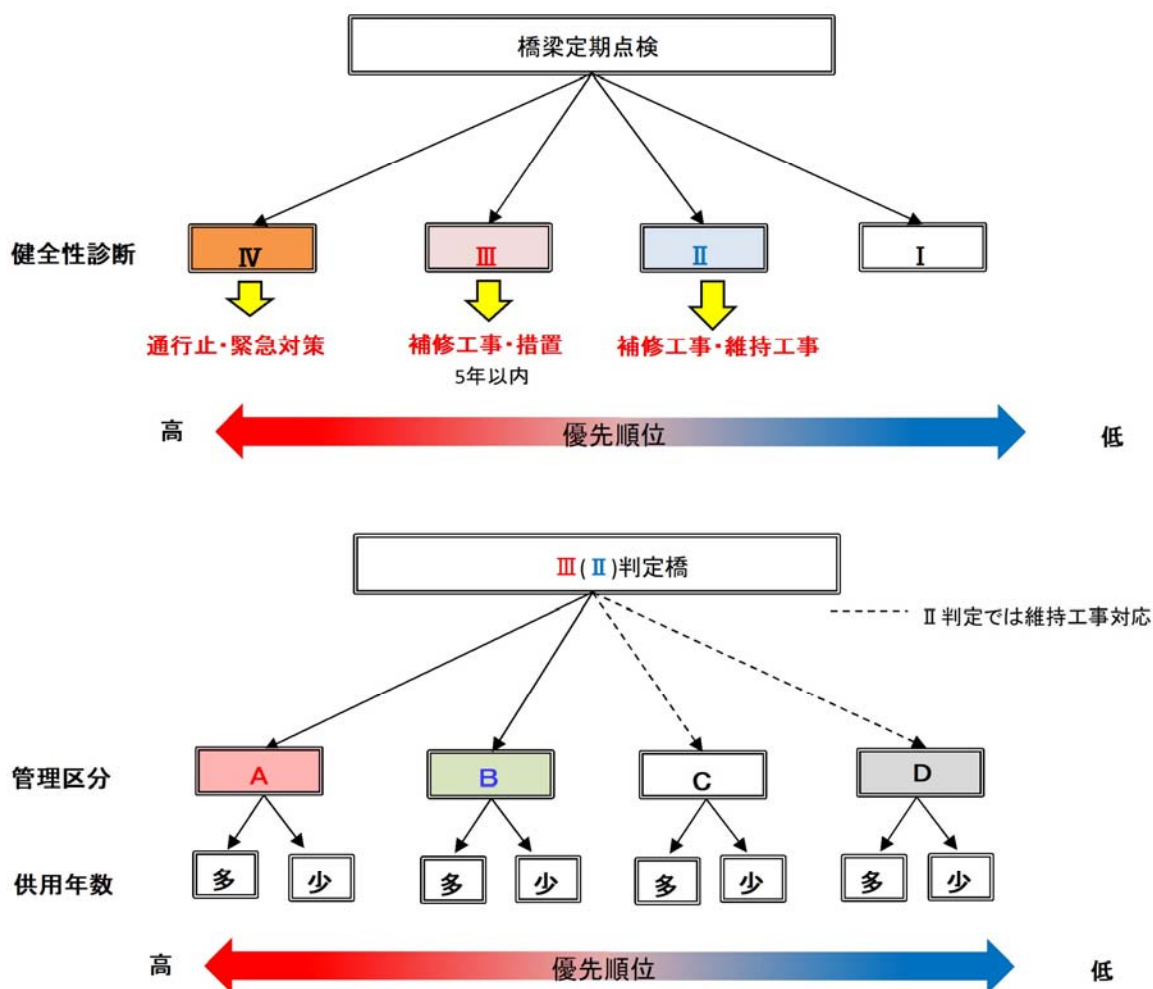 橋梁定期点検
健全性診断
Ⅳ
Ⅲ
Ⅱ
Ⅰ
通行止・緊急対策
補修工事・措置
補修工事・維持工事
5年以内
高
優先順位
低
Ⅲ(Ⅱ)判定橋
Ⅱ判定では維持工事対応
管理区分
A
B
C
D
供用年数
多
少
多
少
多
少
多
少
高
優先順位
低